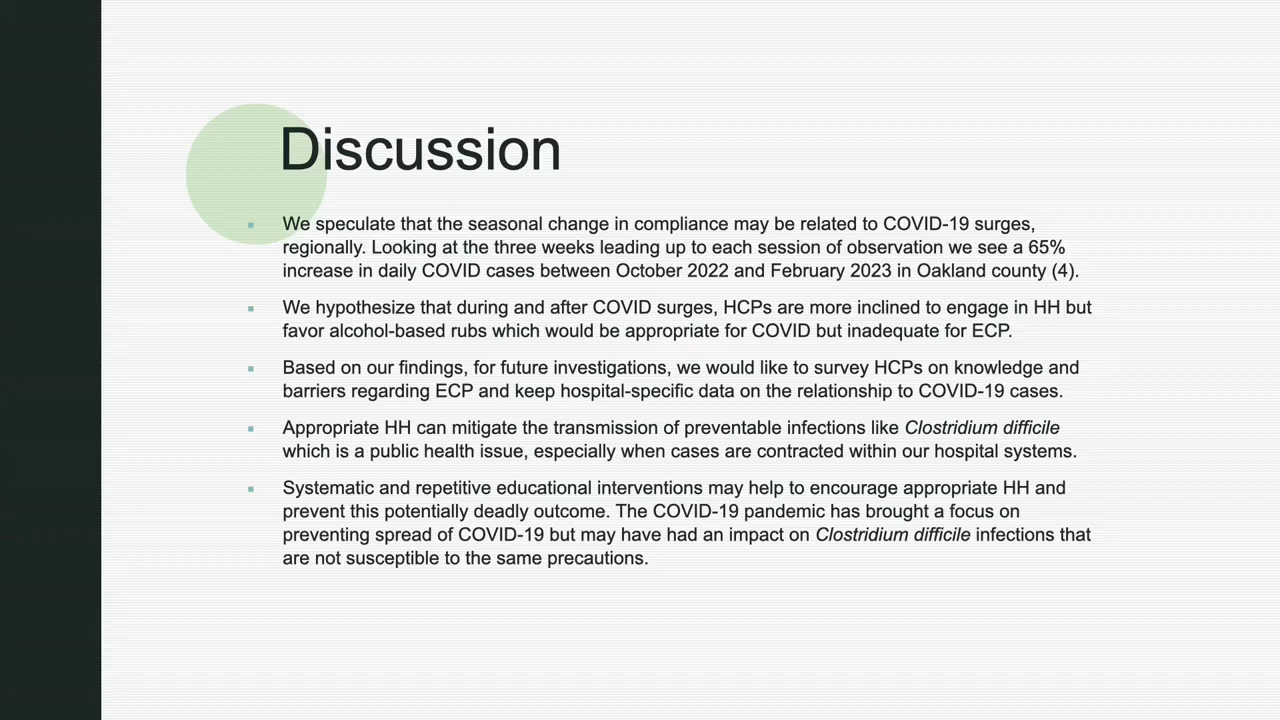 Discussion
We speculate that the seasonal change in compliance may be related to COVID-19 surges,
regionally. Looking at the three weeks leading up to each session of observation we see a 65%
increase in daily COVID cases between October 2022 and February 2023 in Oakland county (4).
We hypothesize that during and after COVID surges, HCPs are more inclined to engage in HH but
favor alcohol-based rubs which would be appropriate for COVID but inadequate for ECP.
Based on our findings, for future investigations, we would like to survey HCPs on knowledge and
barriers regarding ECP and keep hospital-specific data on the relationship to COVID-19 cases.
Appropriate HH can mitigate the transmission of preventable infections like Clostridium difficile
which is a public health issue, especially when cases are contracted within our hospital systems.
Systematic and repetitive educational interventions may help to encourage appropriate HH and
prevent this potentially deadly outcome. The COVID-19 pandemic has brought a focus on
preventing spread of COVID-19 but may have had an impact on Clostridium difficile infections that
are not susceptible to the same precautions.